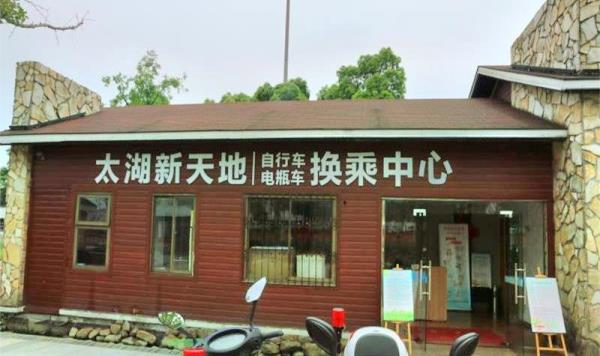 太湖新天地 自行车 换乘中心
电瓶车